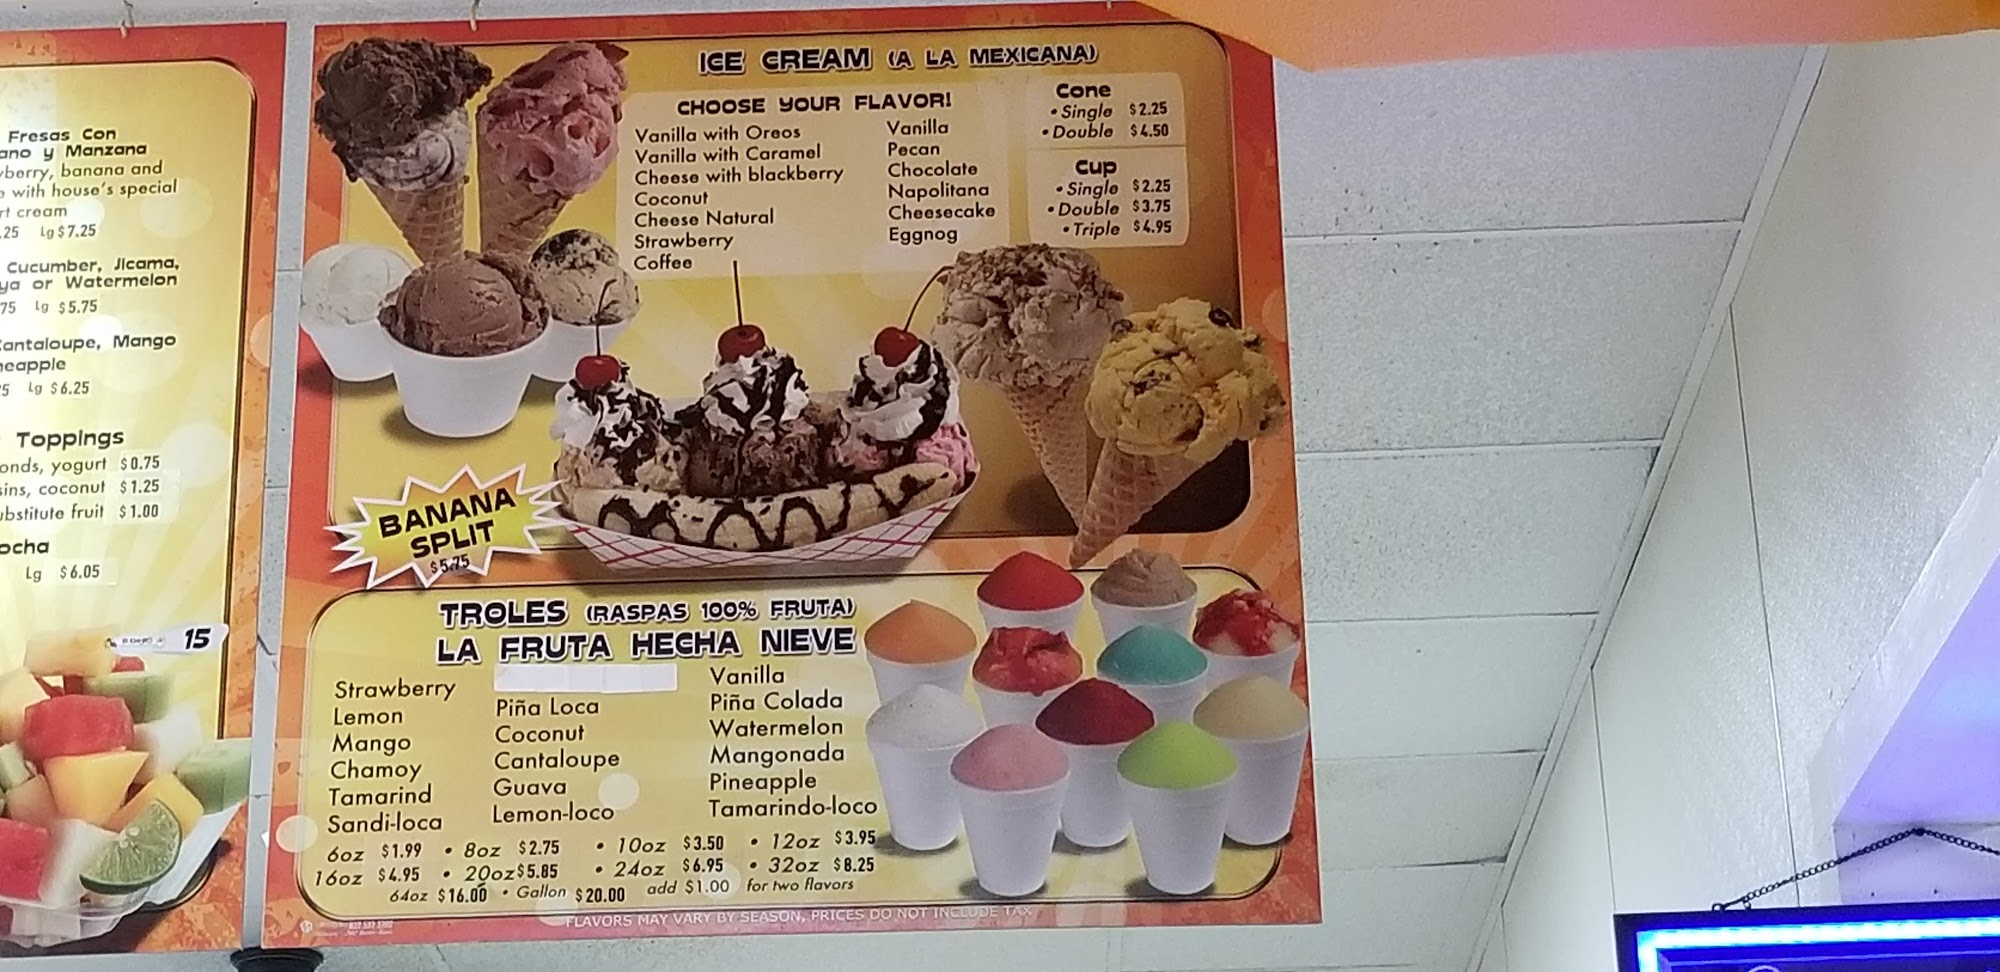 Fresas Con
y Manzana
banana and
with house's special
cream
.25 Lg $7.25
Cucumber, Jicama,
or Watermelon
75 Lg $5.75
Cantaloupe, Mango
Lg $6.25
Toppings
yogurt $0.75
coconut $1.25
fruit $1.00
Lg $6.05
15
ICE CREAM (A LA MEXICANA)
CHOOSE YOUR FLAVOR!
Vanilla with Oreos
Vanilla with Caramel
Cheese with blackberry
Coconut
Cheese Natural
Strawberry
Coffee
Vanilla
Pecan
Chocolate
Napolitana
Cheesecake
Eggnog
Cone
• Single $2.25
• Double $4.50
Cup
• Single $2.25
• Double $3.75
• Triple $4.95
BANANA
SPLIT
$5.75
TROLES (RASPAS 100% FRUTA)
LA FRUTA HECHA NIEVE
Strawberry
Lemon
Mango
Chamoy
Tamarind
Sandi-loca
Piña Loca
Coconut
Cantaloupe
Guava
Lemon-loco
Vanilla
Piña Colada
Watermelon
Mangonada
Pineapple
Tamarindo-loco
6oz $1.99 • 8oz $2.75 • 10oz $3.50 • 12oz $3.95
16oz $4.95 • 20oz $5.85 • 24oz $6.95 • 32oz $8.25
64oz $16.00 • Gallon $20.00 add $1.00 for two flavors
FLAVORS MAY VARY BY SEASON, PRICES DO NOT INCLUDE TAX